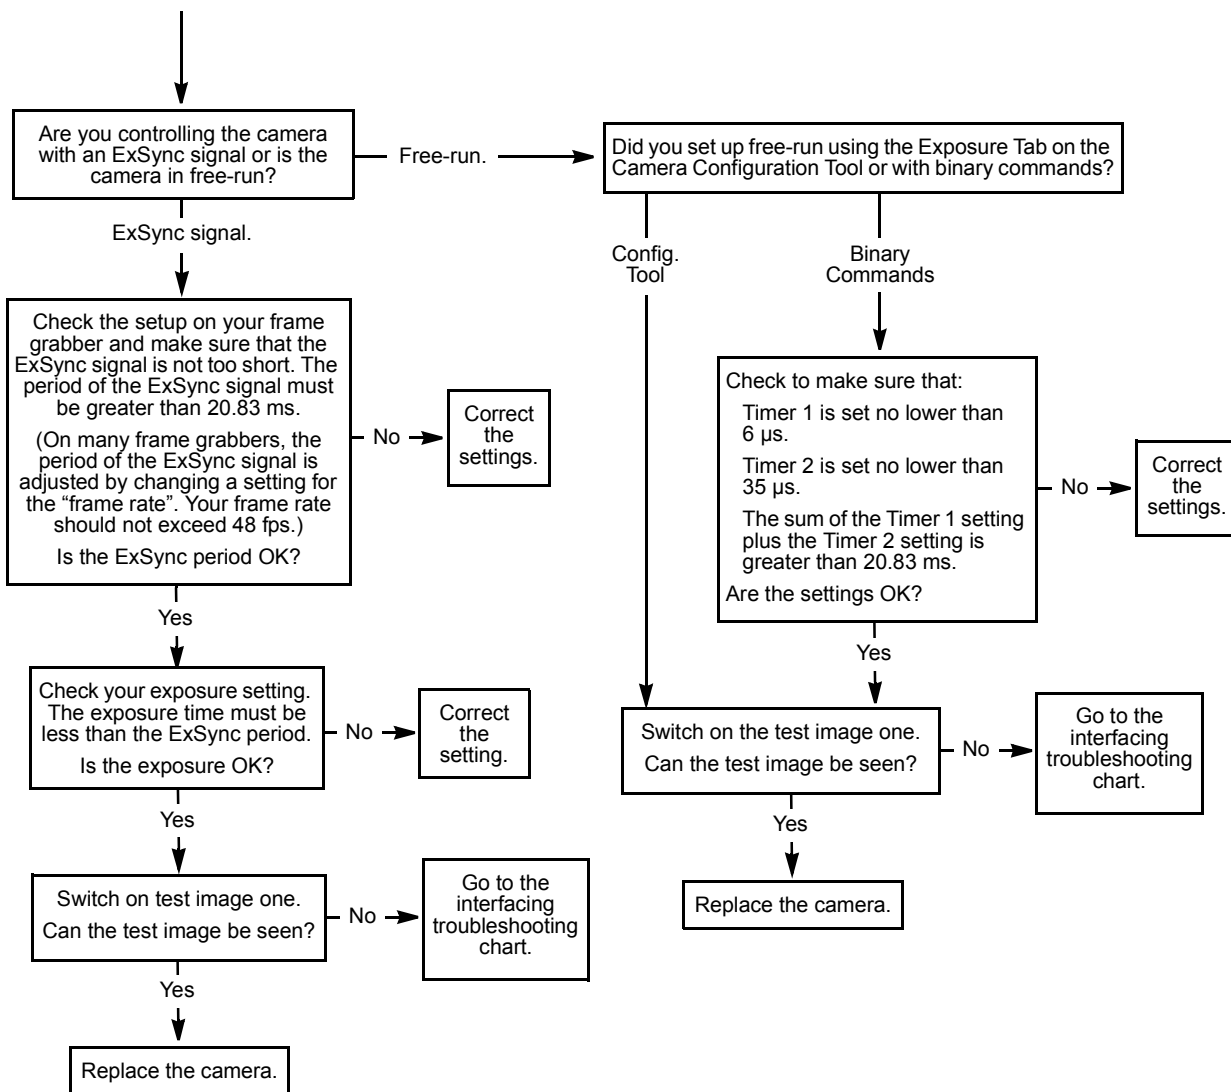 Are you controlling the camera
with an ExSync signal or is the
camera in free-run?
Free-run.
Did you set up free-run using the Exposure Tab on the
Camera Configuration Tool or with binary commands?
ExSync signal.
Config.
Tool
Binary
Commands
Check the setup on your frame
grabber and make sure that the
ExSync signal is not too short. The
period of the ExSync signal must
be greater than 20.83 ms.
(On many frame grabbers, the
period of the ExSync signal is
adjusted by changing a setting for
the “frame rate”. Your frame rate
should not exceed 48 fps.)
Is the ExSync period OK?
No
Correct
the
settings.
Check to make sure that:
Timer 1 is set no lower than
6 µs.
Timer 2 is set no lower than
35 µs.
The sum of the Timer 1 setting
plus the Timer 2 setting is
greater than 20.83 ms.
Are the settings OK?
No
Correct
the
settings.
Yes
Yes
Check your exposure setting.
The exposure time must be
less than the ExSync period.
Is the exposure OK?
No
Correct
the
setting.
Switch on the test image one.
Can the test image be seen?
No
Go to the
interfacing
troubleshooting
chart.
Yes
Yes
Switch on test image one.
Can the test image be seen?
No
Go to the
interfacing
troubleshooting
chart.
Replace the camera.
Yes
Replace the camera.